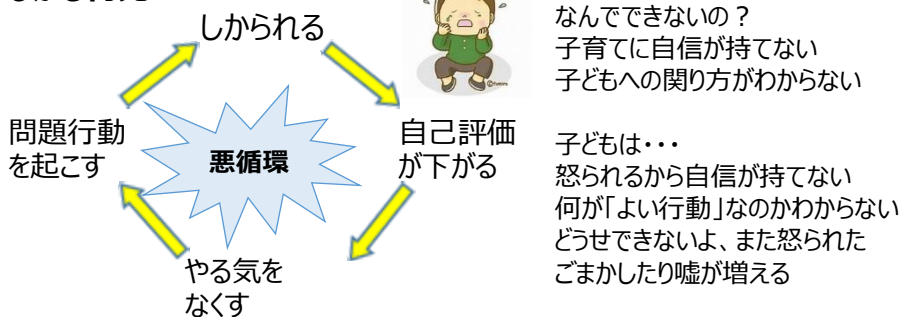 しかられる
問題行動
を起こす
悪循環
自己評価
が下がる
やる気を
なくす
なんでできないの？
子育てに自信が持てない
子どもへの関り方がわからない
子どもは・・・
怒られるから自信が持てない
何が「よい行動」なのかわからない
どうせできないよ、また怒られた
ごまかしたり嘘が増える